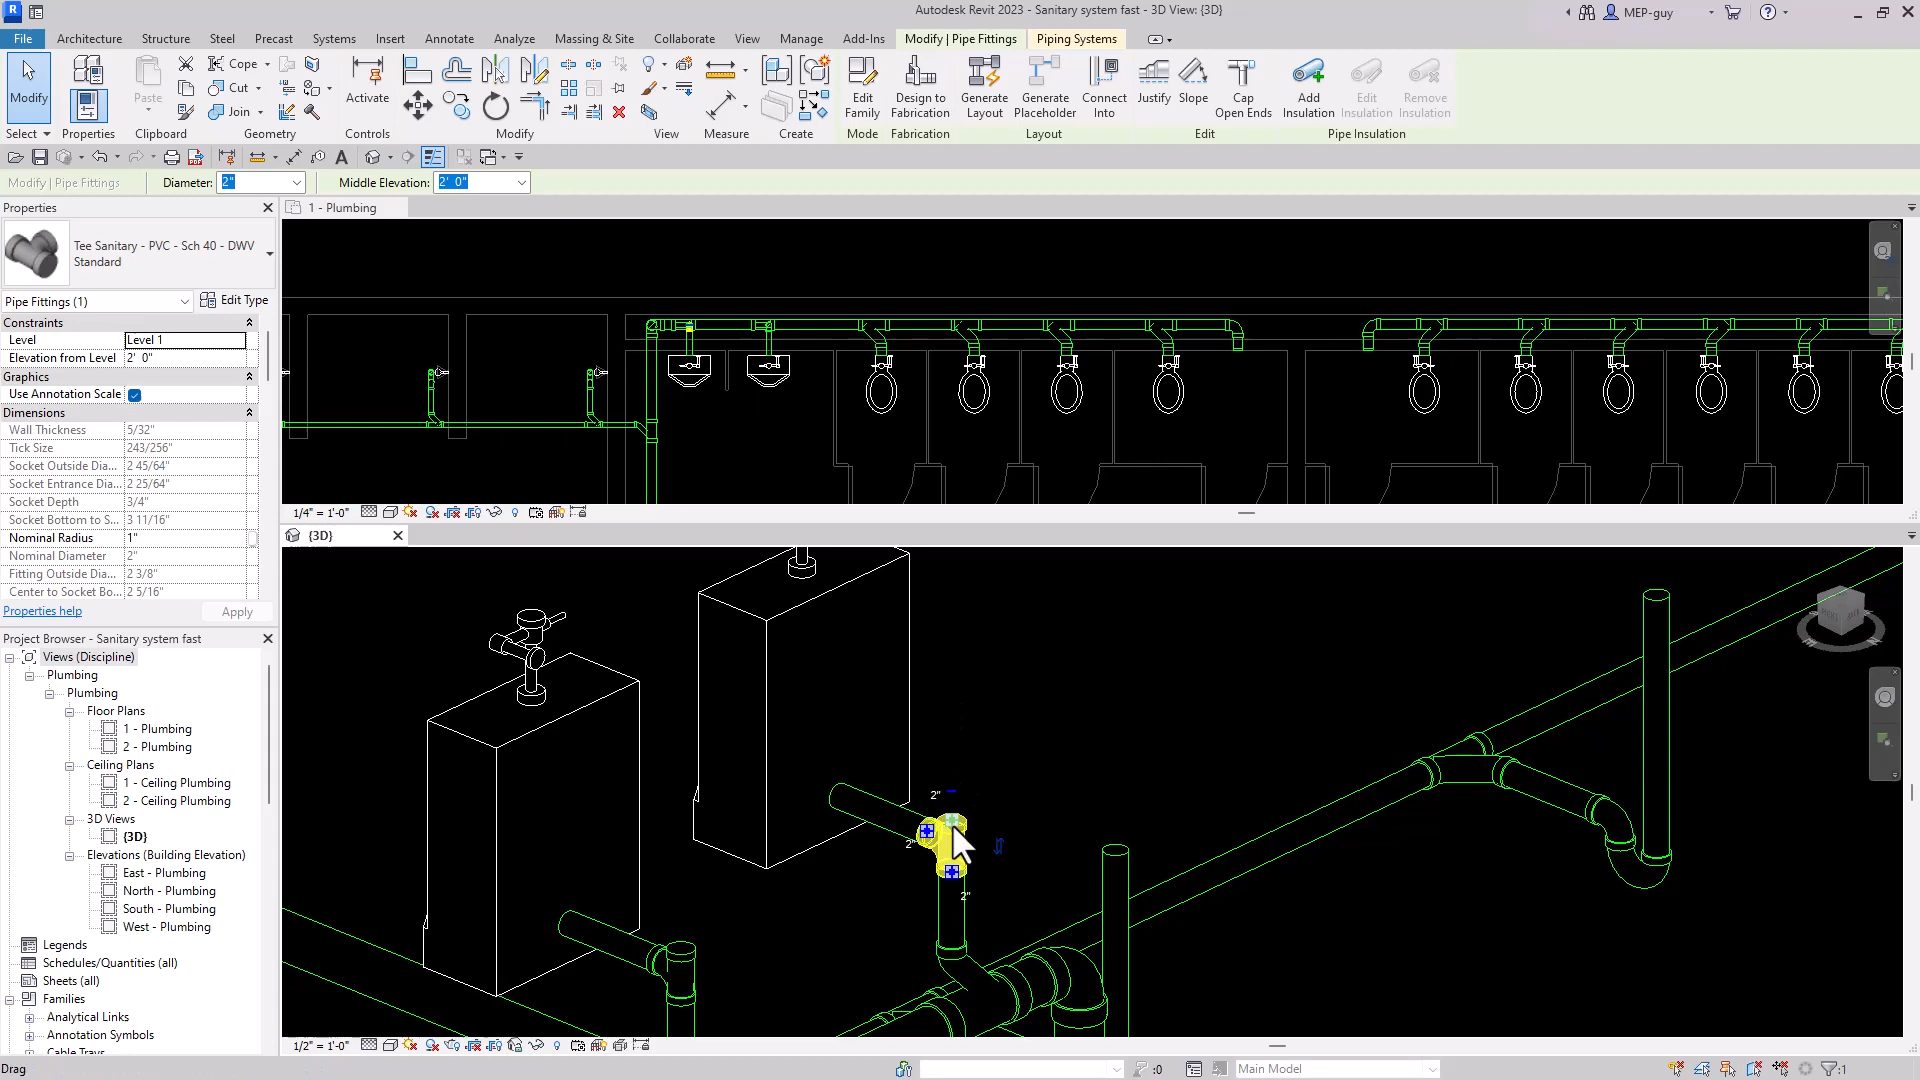 Autodesk Revit 2023 - Sanitary system fast - 3D View: {3D}
MEP-guy
File Architecture Structure Steel Precast Systems Insert Annotate Analyze Massing & Site Collaborate View Manage Add-Ins Modify | Pipe Fittings Piping Systems
Modify
Paste
Cope
Cut
Join
Activate
Edit Family
Design to Fabrication
Generate Layout
Generate Placeholder
Connect Into
Justify
Slope
Cap Open Ends
Add Insulation
Edit Insulation
Remove Insulation
Select Properties Clipboard Geometry Controls Modify View Measure Create Mode Fabrication Layout Edit Pipe Insulation
Modify | Pipe Fittings Diameter: 2" Middle Elevation: 2' 0"
Properties
1 - Plumbing
Tee Sanitary - PVC - Sch 40 - DWV
Standard
Pipe Fittings (1) Edit Type
Constraints
Level Level 1
Elevation from Level 2' 0"
Graphics
Use Annotation Scale
Dimensions
Wall Thickness 5/32"
Tick Size 243/256"
Socket Outside Dia... 2 45/64"
Socket Entrance Dia... 2 25/64"
Socket Depth 3/4"
Socket Bottom to S... 3 11/16"
Nominal Radius 1"
Nominal Diameter 2"
Fitting Outside Dia... 2 3/8"
Center to Socket Bo... 2 5/16"
Properties help Apply
1/4" = 1'-0"
{3D}
Project Browser - Sanitary system fast
Views (Discipline)
Plumbing
Plumbing
Floor Plans
1 - Plumbing
2 - Plumbing
Ceiling Plans
1 - Ceiling Plumbing
2 - Ceiling Plumbing
3D Views
{3D}
Elevations (Building Elevation)
East - Plumbing
North - Plumbing
South - Plumbing
West - Plumbing
Legends
Schedules/Quantities (all)
Sheets (all)
Families
Analytical Links
Annotation Symbols
Cable Trays
2"
2"
2"
1/2" = 1'-0"
Drag
:0
Main Model
:1